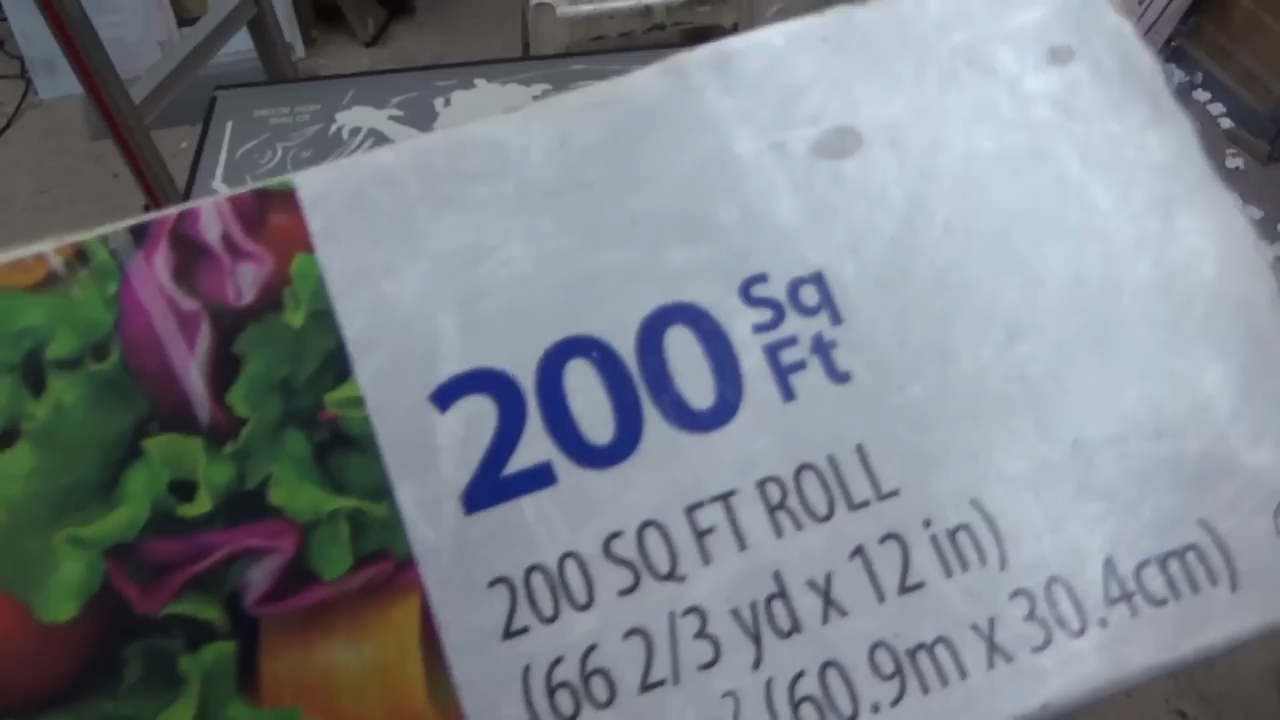 200 Sq
Ft
200 SQ FT ROLL
(66 2/3 yd x 12 in)
(60.9m x 30.4cm)